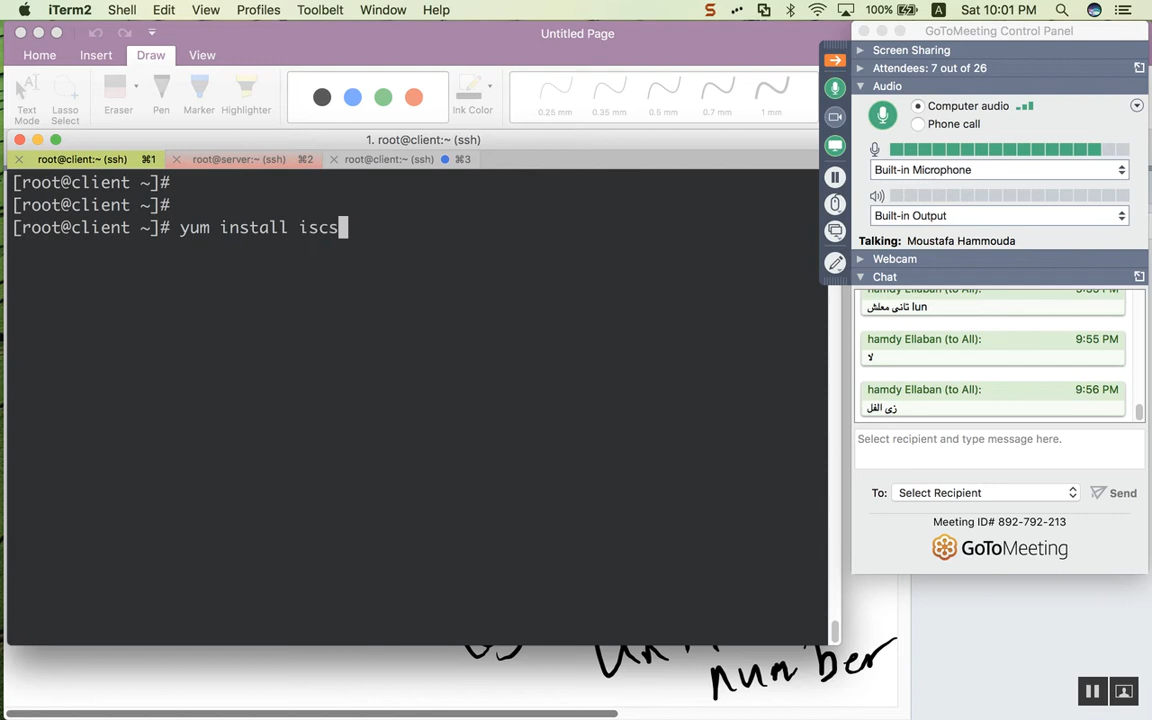 iTerm2 Shell Edit View Profiles Toolbelt Window Help 100% A Sat 10:01 PM
Untitled Page
GoToMeeting Control Panel
Home Insert Draw View
Screen Sharing
Attendees: 7 out of 26
Audio
Text Mode
Lasso Select
Eraser
Pen
Marker
Highlighter
Ink Color
0.25 mm 0.35 mm 0.5 mm 0.7 mm 1 mm
Computer audio
Phone call
1. root@client:~ (ssh)
root@client:~ (ssh) ⌘1 root@server:~ (ssh) ⌘2 root@client:~ (ssh) ⌘3
Built-in Microphone
Built-in Output
Talking: Moustafa Hammouda
Webcam
Chat
[root@client ~]#
[root@client ~]#
[root@client ~]# yum install iscs
hamdy Ellaban (to All):
lun تانى معلش
hamdy Ellaban (to All): 9:55 PM
لا
hamdy Ellaban (to All): 9:56 PM
زى الفل
Select recipient and type message here.
To: Select Recipient Send
Meeting ID# 892-792-213
GoToMeeting
number